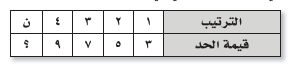 الترتيب ١ ٢ ٣ ٤ ن
قيمة الحد ٣ ٥ ٧ ٩ ؟